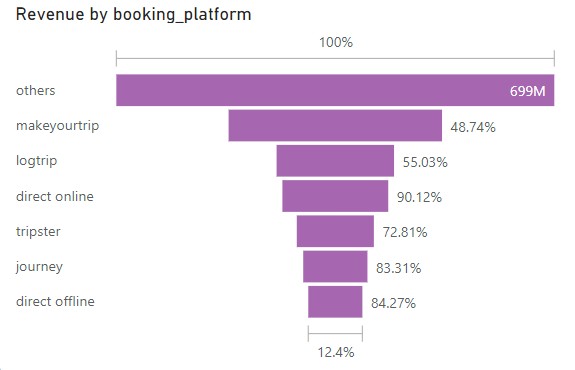 Revenue by booking_platform
100%
others 699M
makeyourtrip 48.74%
logtrip 55.03%
direct online 90.12%
tripster 72.81%
journey 83.31%
direct offline 84.27%
12.4%